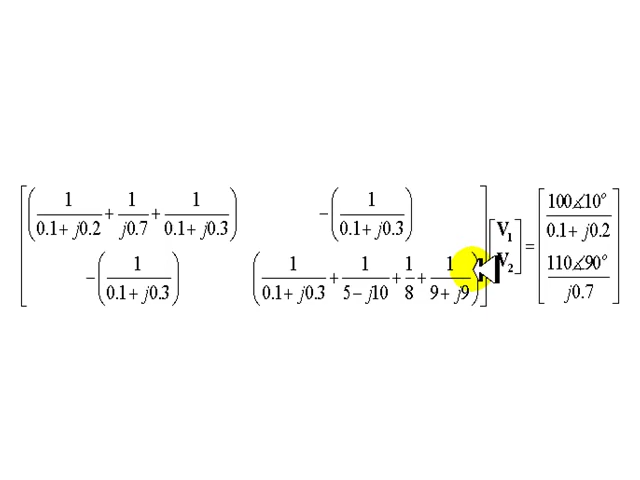 [ (1/(0.1+j0.2) + 1/(j0.7) + 1/(0.1+j0.3))   −(1/(0.1+j0.3)) ] [V₁] = [100∡10°/(0.1+j0.2)]
[ −(1/(0.1+j0.3))   (1/(0.1+j0.3) + 1/(5−j10) + 1/8 + 1/(9+j9)) ] [V₂] [110∡90°/(j0.7)]